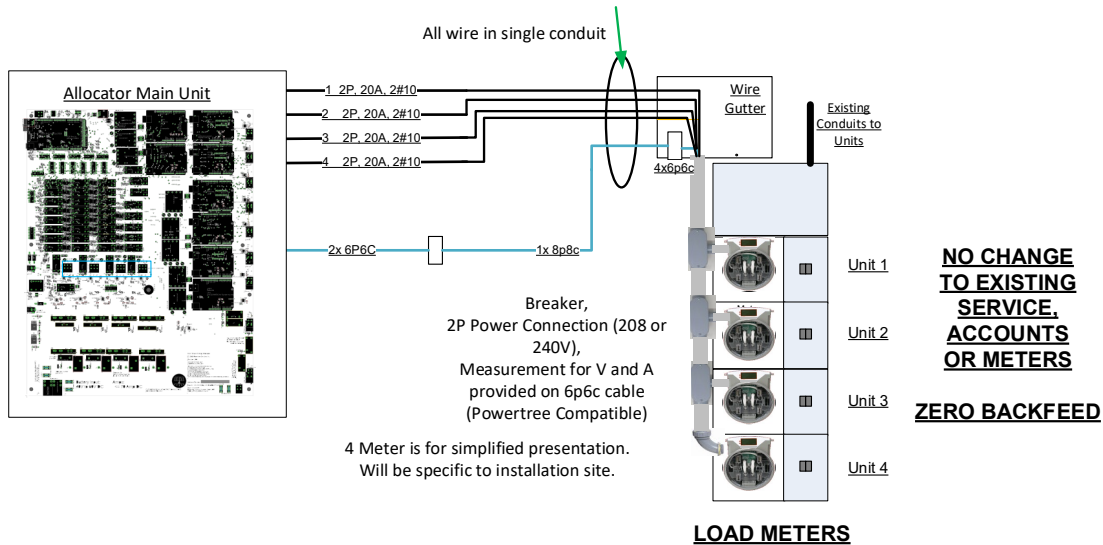 All wire in single conduit
Allocator Main Unit
1 2P, 20A, 2#10
2 2P, 20A, 2#10
3 2P, 20A, 2#10
4 2P, 20A, 2#10
Wire
Gutter
Existing
Conduits to
Units
4x6p6c
2x 6P6C
1x 8p8c
Unit 1
Unit 2
Unit 3
Unit 4
NO CHANGE
TO EXISTING
SERVICE,
ACCOUNTS
OR METERS
ZERO BACKFEED
Breaker,
2P Power Connection (208 or
240V),
Measurement for V and A
provided on 6p6c cable
(Powertree Compatible)
4 Meter is for simplified presentation.
Will be specific to installation site.
LOAD METERS